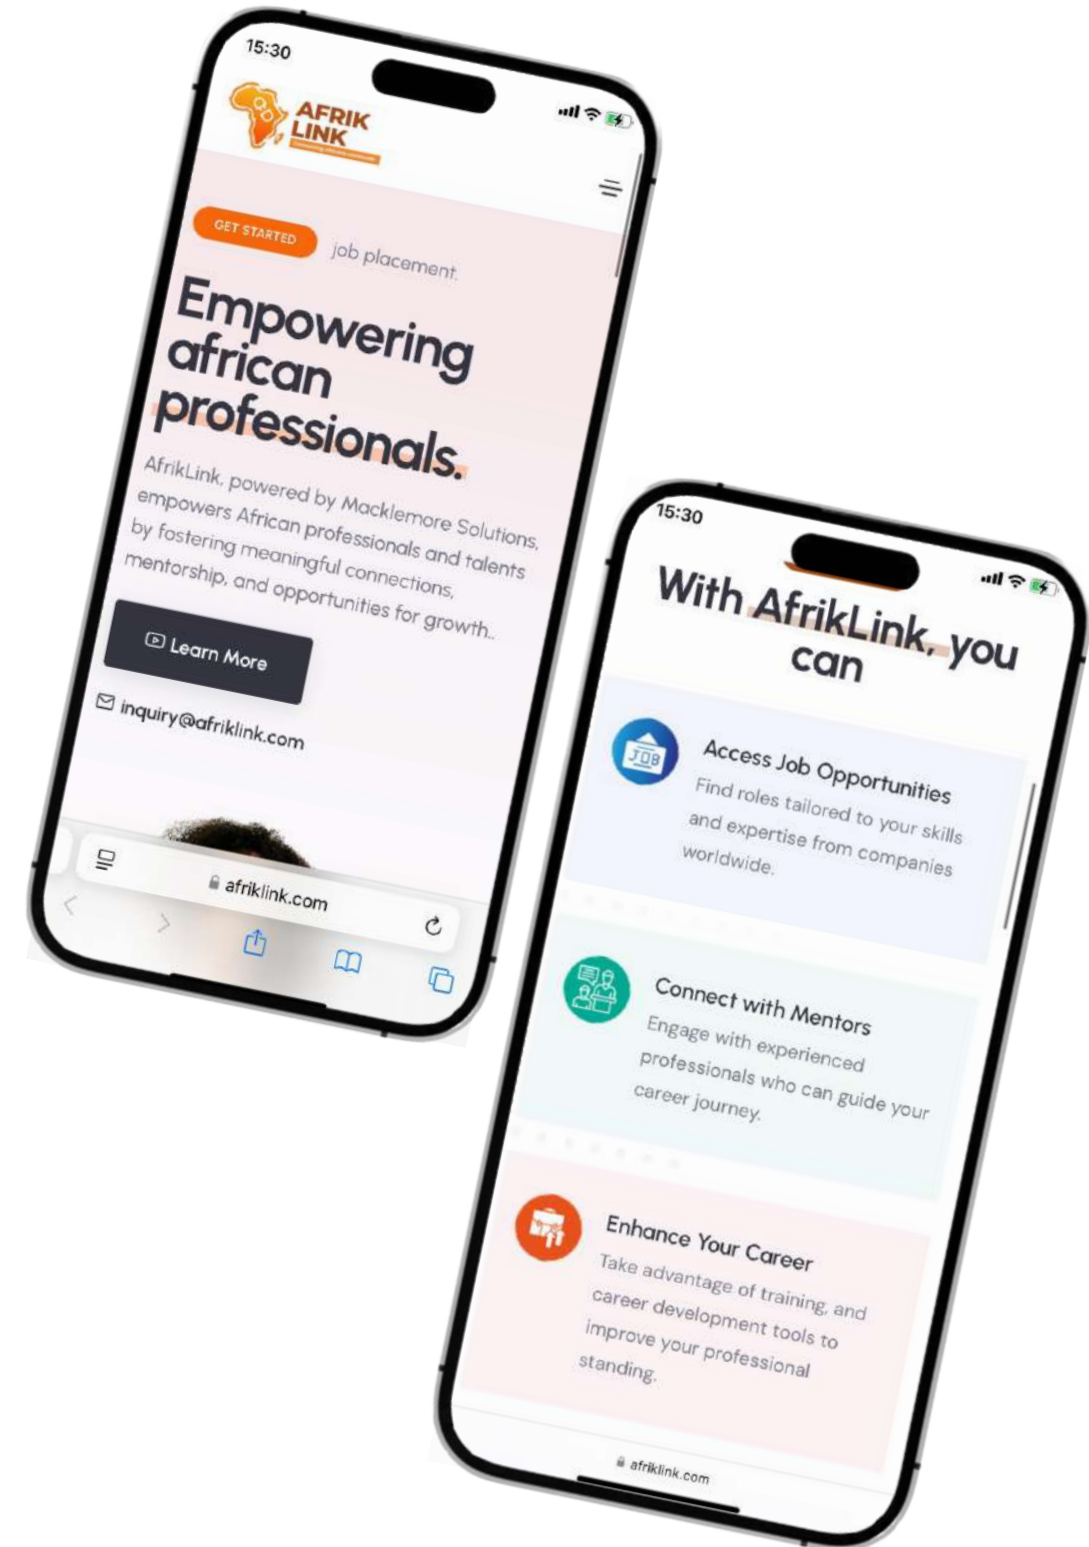 15:30
AFRIK
LINK
GET STARTED
job placement.
Empowering
african
professionals.
AfrikLink, powered by Macklemore Solutions,
empowers African professionals and talents
by fostering meaningful connections,
mentorship, and opportunities for growth..
Learn More
inquiry@afriklink.com
afriklink.com
15:30
With AfrikLink, you
can
JOB
Access Job Opportunities
Find roles tailored to your skills
and expertise from companies
worldwide.
Connect with Mentors
Engage with experienced
professionals who can guide your
career journey.
Enhance Your Career
Take advantage of training, and
career development tools to
improve your professional
standing.
afriklink.com